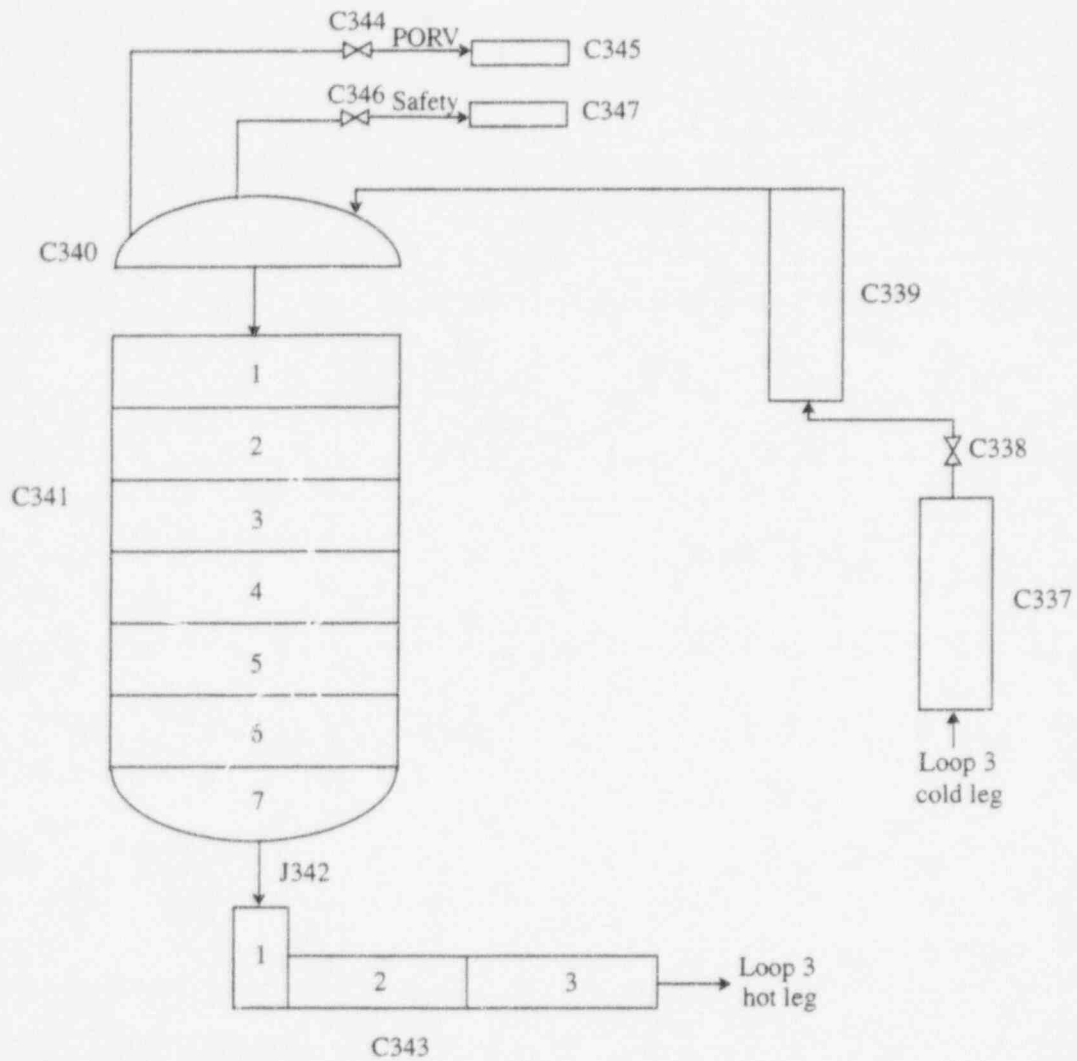 C344
PORV
C345
C346
Safety
C347
C340
C339
1
2
C338
C341
3
4
C337
5
6
Loop 3
cold leg
7
J342
1
2
3
Loop 3
hot leg
C343